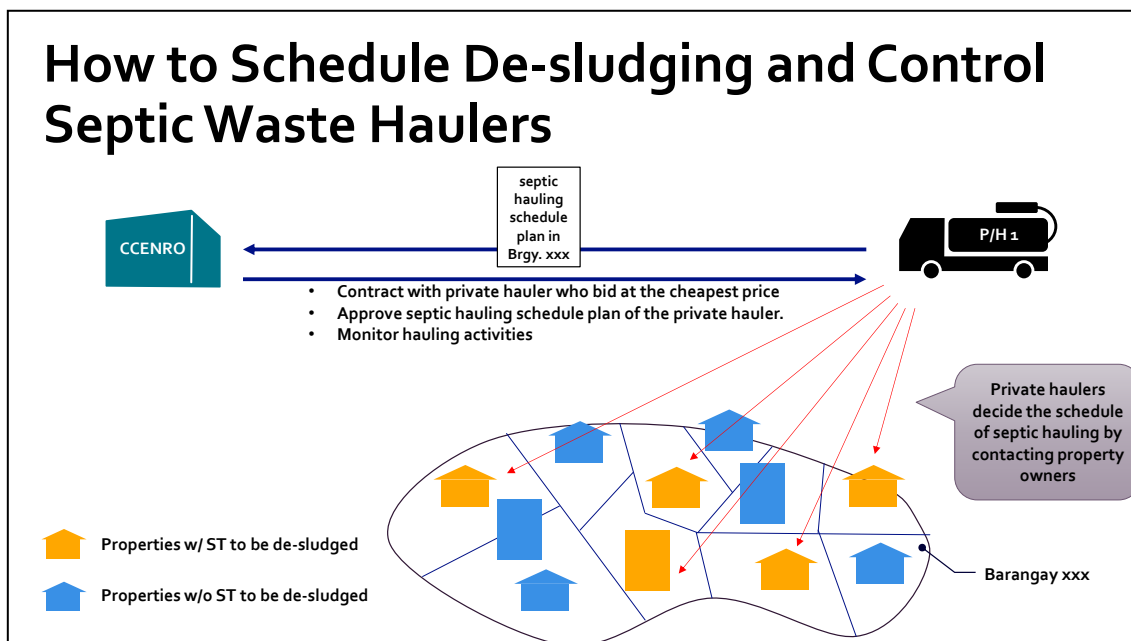 How to Schedule De-sludging and Control
Septic Waste Haulers
septic
hauling
schedule
plan in
Brgy. xxx
CCENRO
P/H 1
• Contract with private hauler who bid at the cheapest price
• Approve septic hauling schedule plan of the private hauler.
• Monitor hauling activities
Private haulers
decide the schedule
of septic hauling by
contacting property
owners
Properties w/ ST to be de-sludged
Properties w/o ST to be de-sludged
Barangay xxx